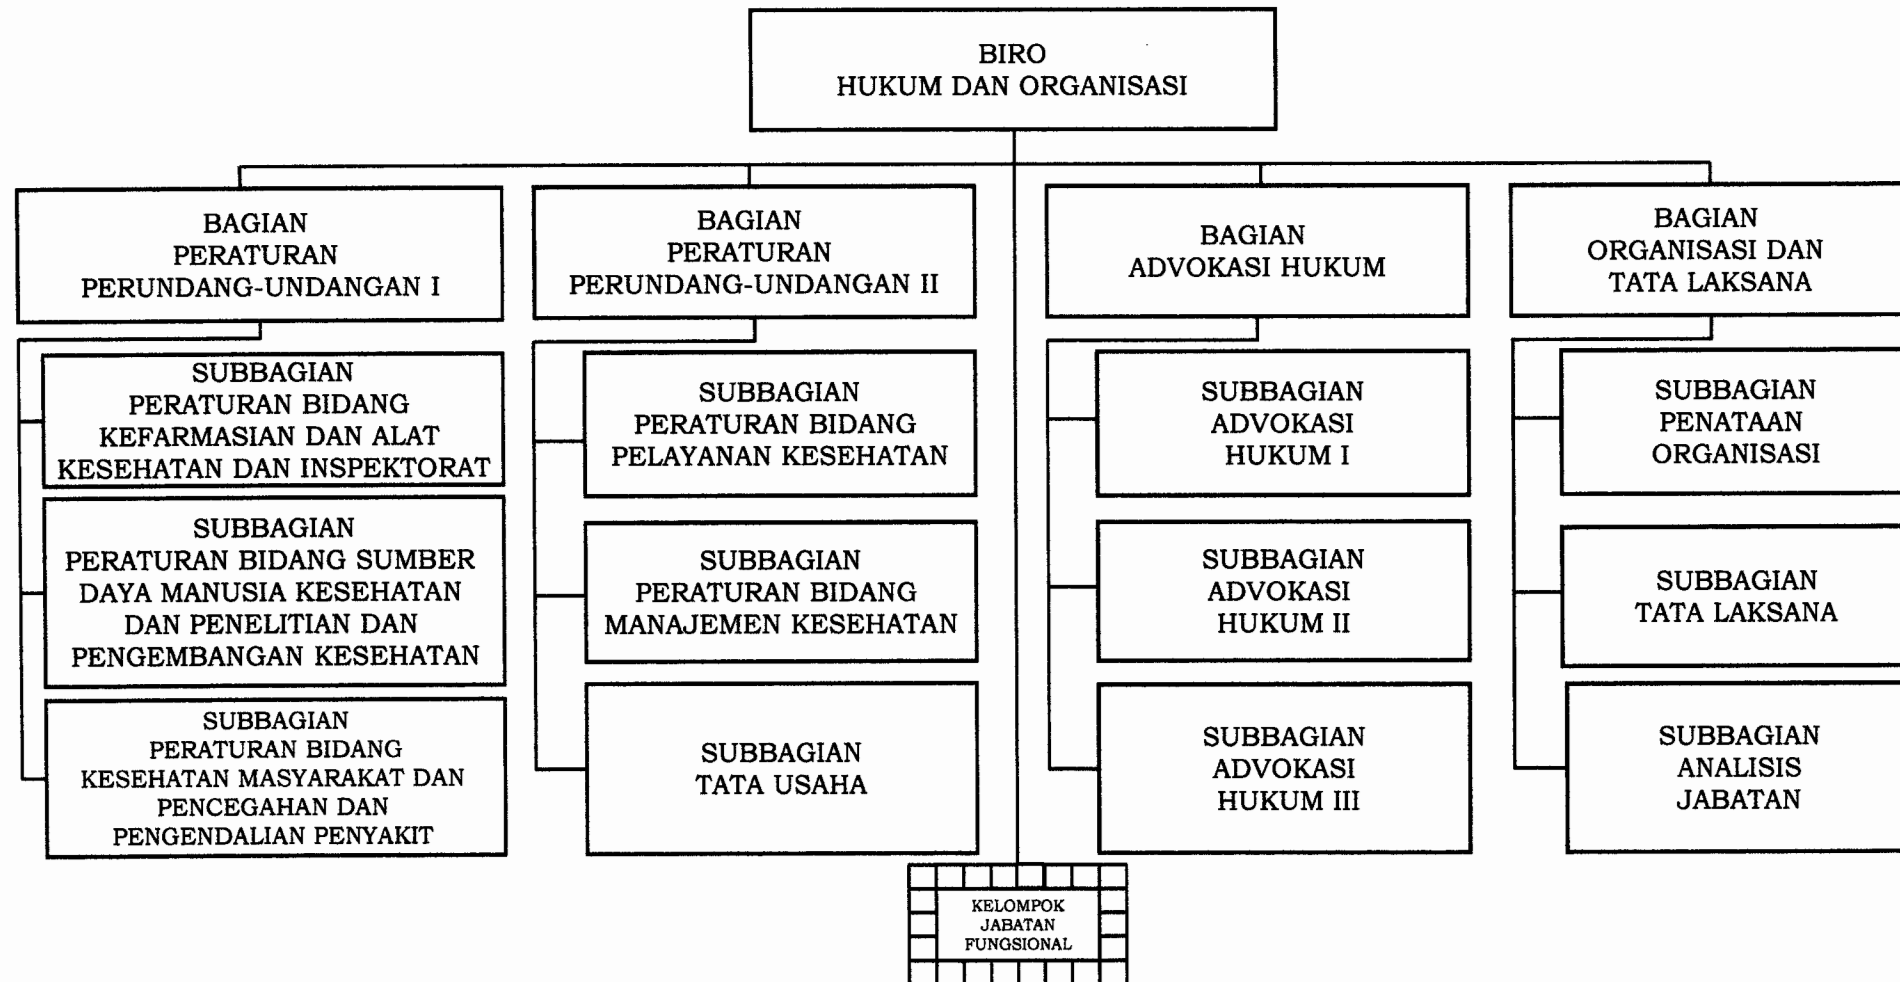 BIRO
HUKUM DAN ORGANISASI
BAGIAN
PERATURAN
PERUNDANG-UNDANGAN I
BAGIAN
PERATURAN
PERUNDANG-UNDANGAN II
BAGIAN
ADVOKASI HUKUM
BAGIAN
ORGANISASI DAN
TATA LAKSANA
SUBBAGIAN
PERATURAN BIDANG
KEFARMASIAN DAN ALAT
KESEHATAN DAN INSPEKTORAT
SUBBAGIAN
PERATURAN BIDANG SUMBER
DAYA MANUSIA KESEHATAN
DAN PENELITIAN DAN
PENGEMBANGAN KESEHATAN
SUBBAGIAN
PERATURAN BIDANG
KESEHATAN MASYARAKAT DAN
PENCEGAHAN DAN
PENGENDALIAN PENYAKIT
SUBBAGIAN
PERATURAN BIDANG
PELAYANAN KESEHATAN
SUBBAGIAN
PERATURAN BIDANG
MANAJEMEN KESEHATAN
SUBBAGIAN
TATA USAHA
SUBBAGIAN
ADVOKASI
HUKUM I
SUBBAGIAN
ADVOKASI
HUKUM II
SUBBAGIAN
ADVOKASI
HUKUM III
SUBBAGIAN
PENATAAN
ORGANISASI
SUBBAGIAN
TATA LAKSANA
SUBBAGIAN
ANALISIS
JABATAN
KELOMPOK
JABATAN
FUNGSIONAL